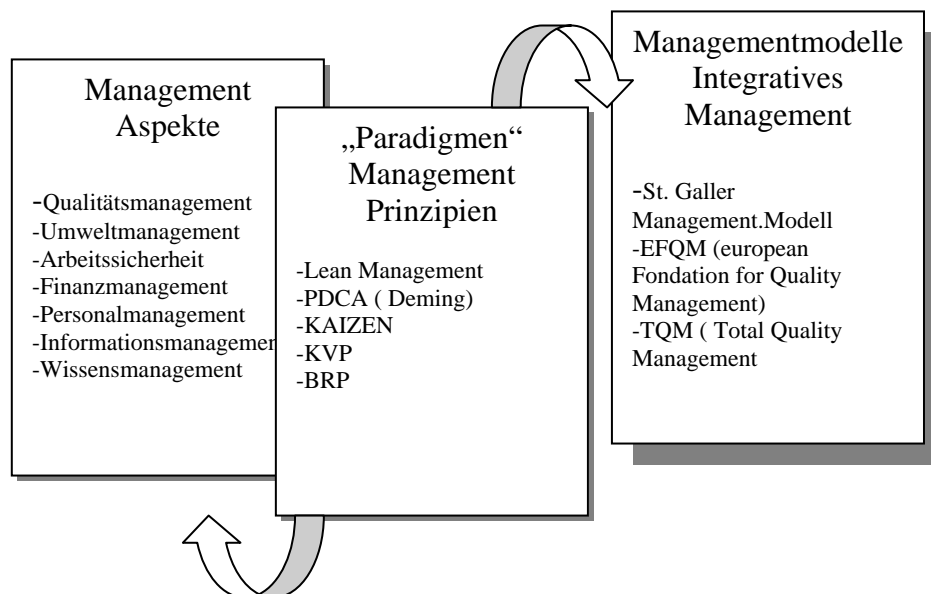 Management
Aspekte
-Qualitätsmanagement
-Umweltmanagement
-Arbeitssicherheit
-Finanzmanagement
-Personalmanagement
-Informationsmanagemen
-Wissensmanagement
„Paradigmen“
Management
Prinzipien
-Lean Management
-PDCA ( Deming)
-KAIZEN
-KVP
-BRP
Managementmodelle
Integratives
Management
-St. Galler
Management.Modell
-EFQM (european
Fondation for Quality
Management)
-TQM ( Total Quality
Management